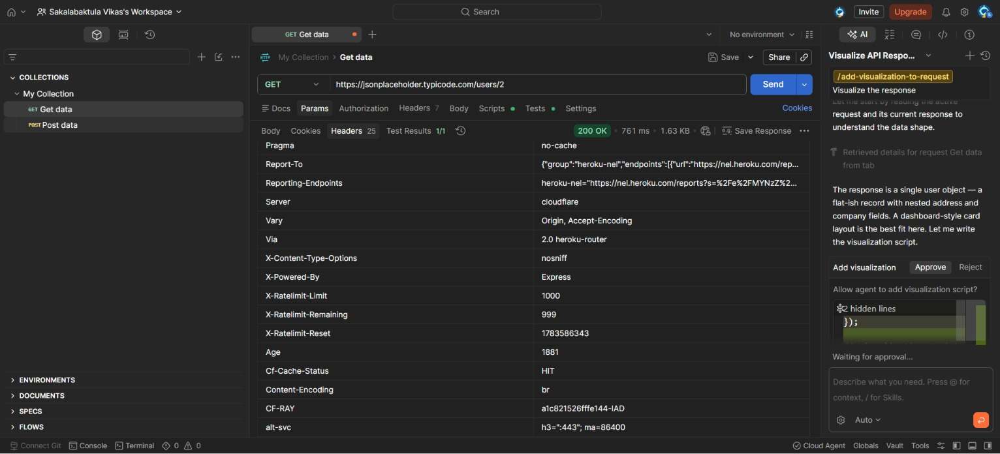 Sakalabaktula Vikas's Workspace
Search
Invite
Upgrade
GET Get data
No environment
AI
My Collection > Get data
Save
Share
Visualize API Respo...
COLLECTIONS
My Collection
GET Get data
POST Post data
GET
https://jsonplaceholder.typicode.com/users/2
Send
Docs
Params
Authorization
Headers 7
Body
Scripts
Tests
Settings
Cookies
Body
Cookies
Headers 25
Test Results 1/1
200 OK
761 ms
1.63 KB
e.g. Save Response
Pragma no-cache
Report-To {"group":"heroku-nel","endpoints":[{"url":"https://nel.heroku.com/rep...
Reporting-Endpoints heroku-nel="https://nel.heroku.com/reports?s=%2Fe%2FMYNzZ%2...
Server cloudflare
Vary Origin, Accept-Encoding
Via 2.0 heroku-router
X-Content-Type-Options nosniff
X-Powered-By Express
X-Ratelimit-Limit 1000
X-Ratelimit-Remaining 999
X-Ratelimit-Reset 1783586343
Age 1881
Cf-Cache-Status HIT
Content-Encoding br
CF-RAY a1c821526fffe144-IAD
alt-svc h3=":443"; ma=86400
/add-visualization-to-request
Visualize the response
Let me start by reading the active
request and its current response to
understand the data shape.
Retrieved details for request Get data
from tab
The response is a single user object — a
flat-ish record with nested address and
company fields. A dashboard-style card
layout is the best fit here. Let me write
the visualization script.
Add visualization
Approve
Reject
Allow agent to add visualization script?
2 hidden lines
});
Waiting for approval...
Describe what you need. Press @ for
context, / for Skills.
Auto
ENVIRONMENTS
DOCUMENTS
SPECS
FLOWS
Connect Git
Console
Terminal
0
0
Cloud Agent
Globals
Vault
Tools